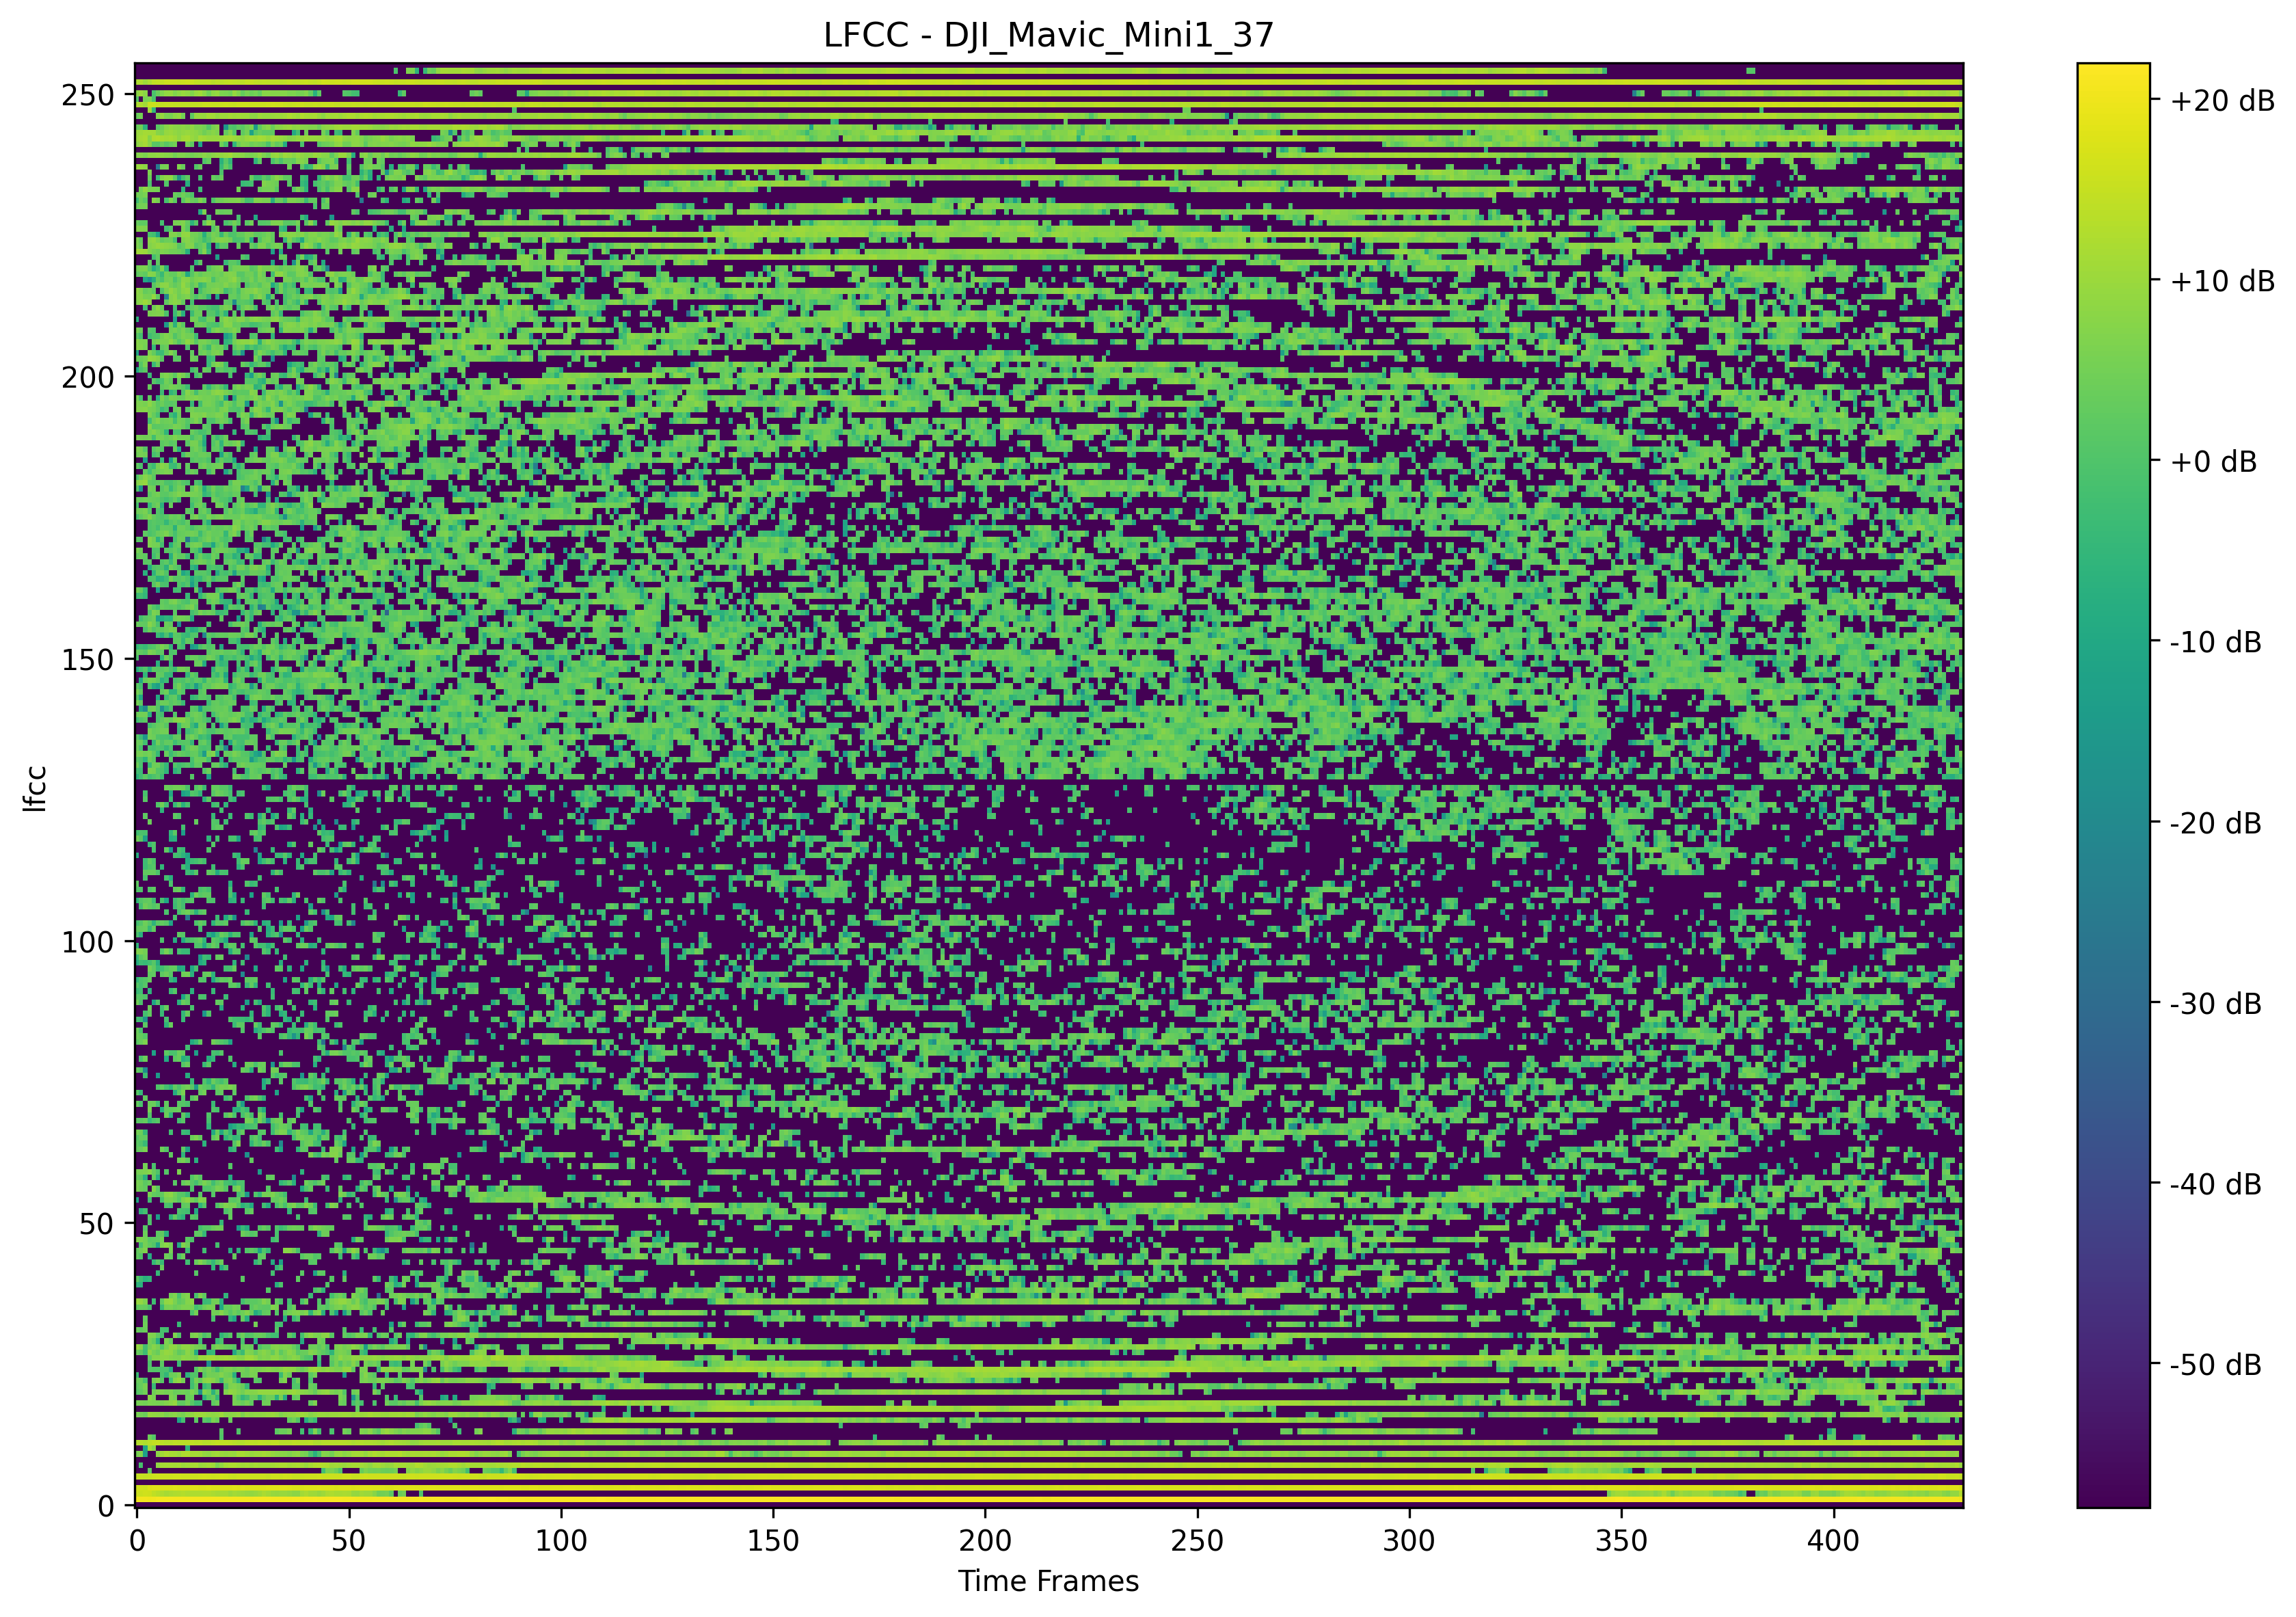 LFCC - DJI_Mavic_Mini1_37
250
200
150
100
50
0
lfcc
0 50 100 150 200 250 300 350 400
Time Frames
+20 dB
+10 dB
+0 dB
-10 dB
-20 dB
-30 dB
-40 dB
-50 dB